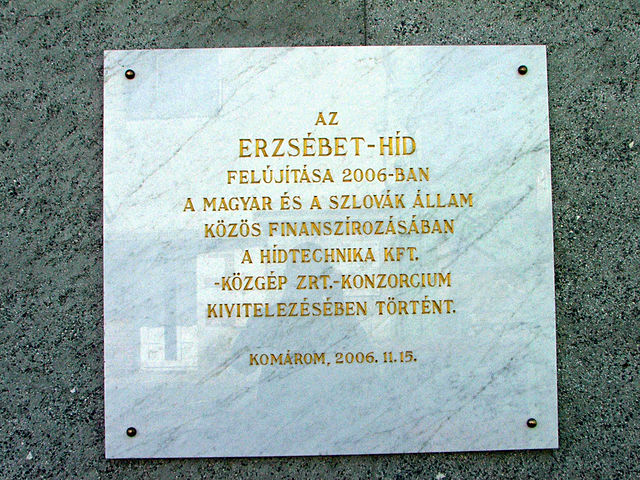 AZ
ERZSÉBET-HÍD
FELÚJÍTÁSA 2006-BAN
A MAGYAR ÉS A SZLOVÁK ÁLLAM
KÖZÖS FINANSZÍROZÁSÁBAN
A HÍDTECHNIKA KFT.
-KÖZGÉP ZRT.-KONZORCIUM
KIVITELEZÉSÉBEN TÖRTÉNT.
KOMÁROM, 2006. 11. 15.